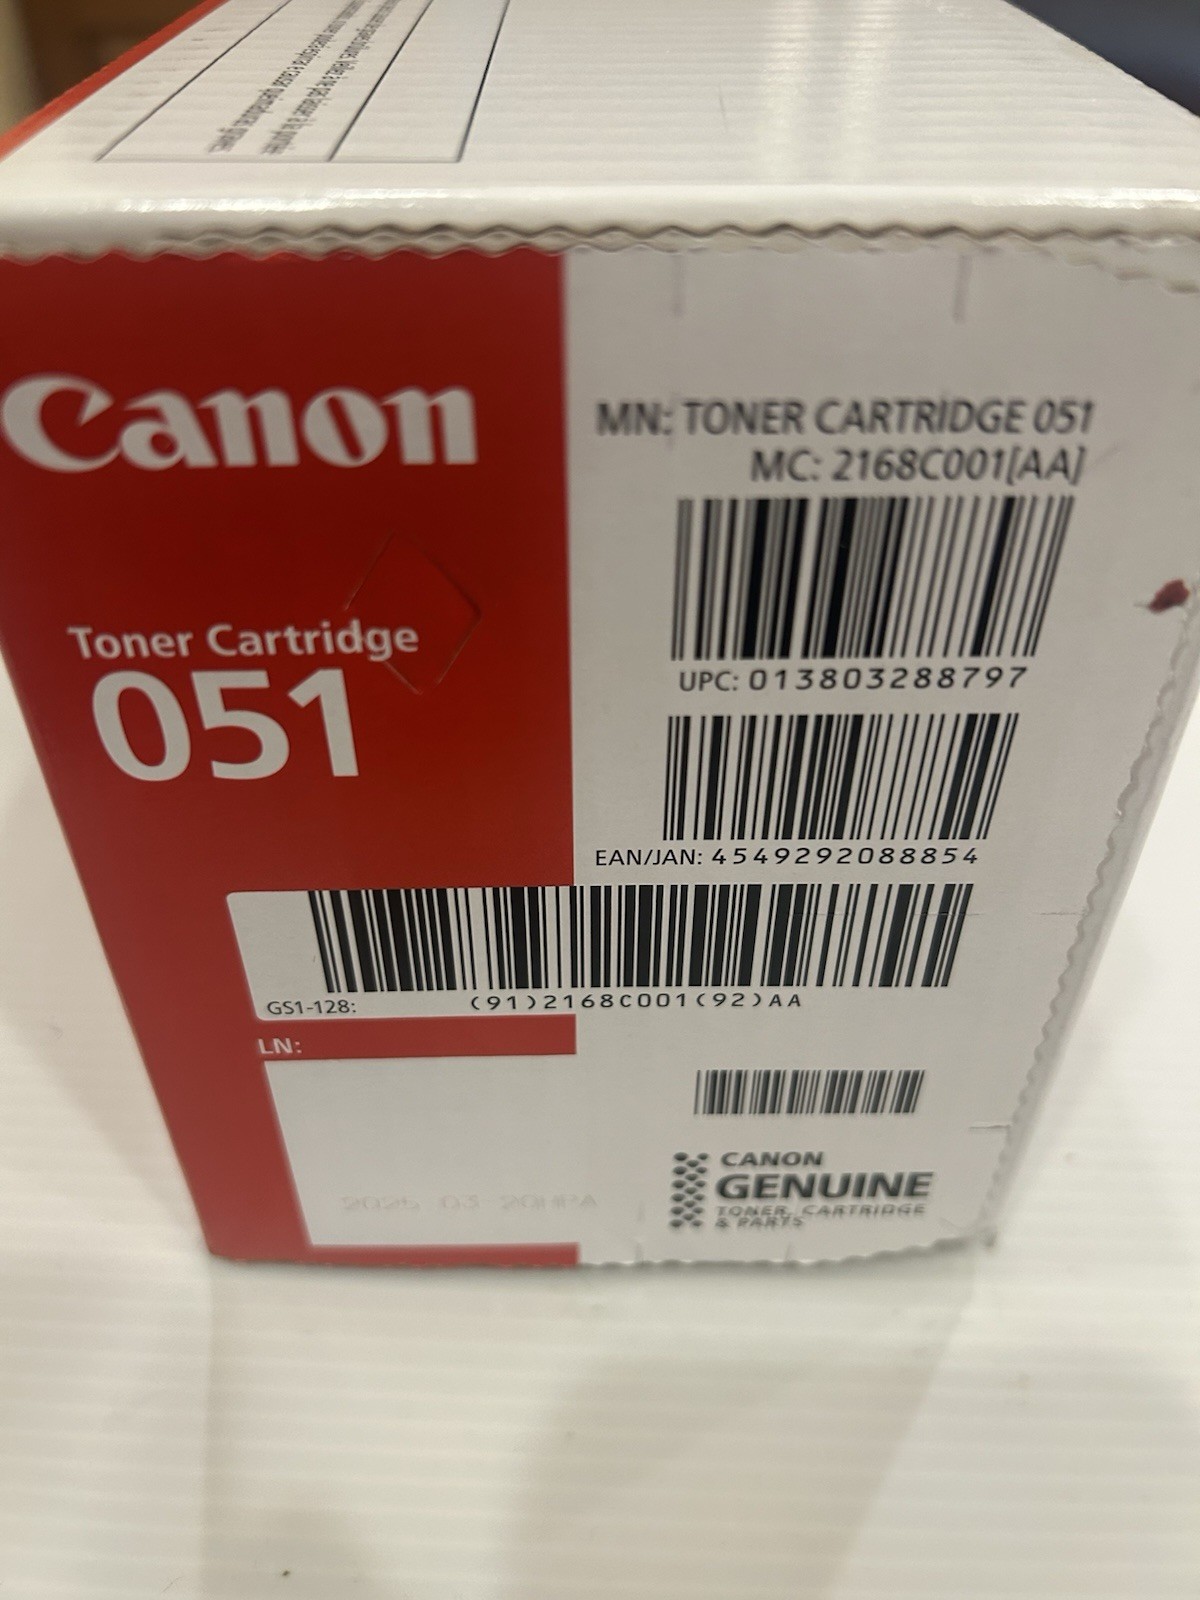 Canon
Toner Cartridge
051
MN: TONER CARTRIDGE 051
MC: 2168C001[AA]
UPC: 013803288797
EAN/JAN: 4549292088854
GS1-128: (91)2168C001(92)AA
LN:
CANON
GENUINE
TONER, CARTRIDGE
& PARTS